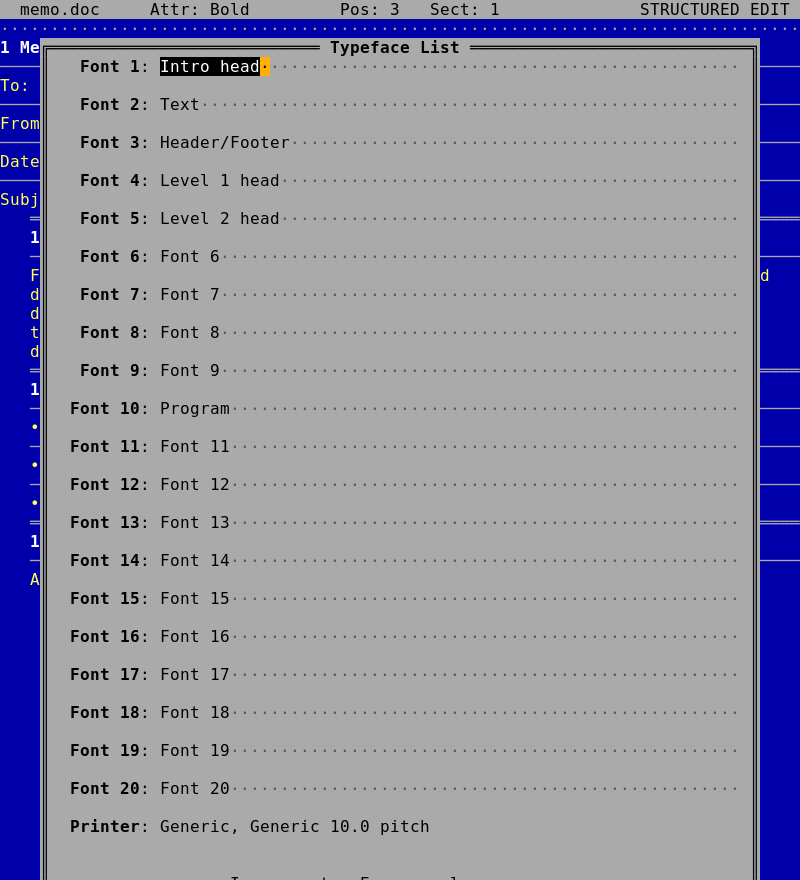 memo.doc Attr: Bold Pos: 3 Sect: 1 STRUCTURED EDIT
1 Me
Typeface List
Font 1: Intro head
To:
Font 2: Text
From
Font 3: Header/Footer
Date
Font 4: Level 1 head
Subj
Font 5: Level 2 head
1
Font 6: Font 6
F d
d
Font 7: Font 7
d
t
Font 8: Font 8
d
Font 9: Font 9
1
Font 10: Program
•
Font 11: Font 11
•
Font 12: Font 12
•
Font 13: Font 13
1
Font 14: Font 14
A
Font 15: Font 15
Font 16: Font 16
Font 17: Font 17
Font 18: Font 18
Font 19: Font 19
Font 20: Font 20
Printer: Generic, Generic 10.0 pitch